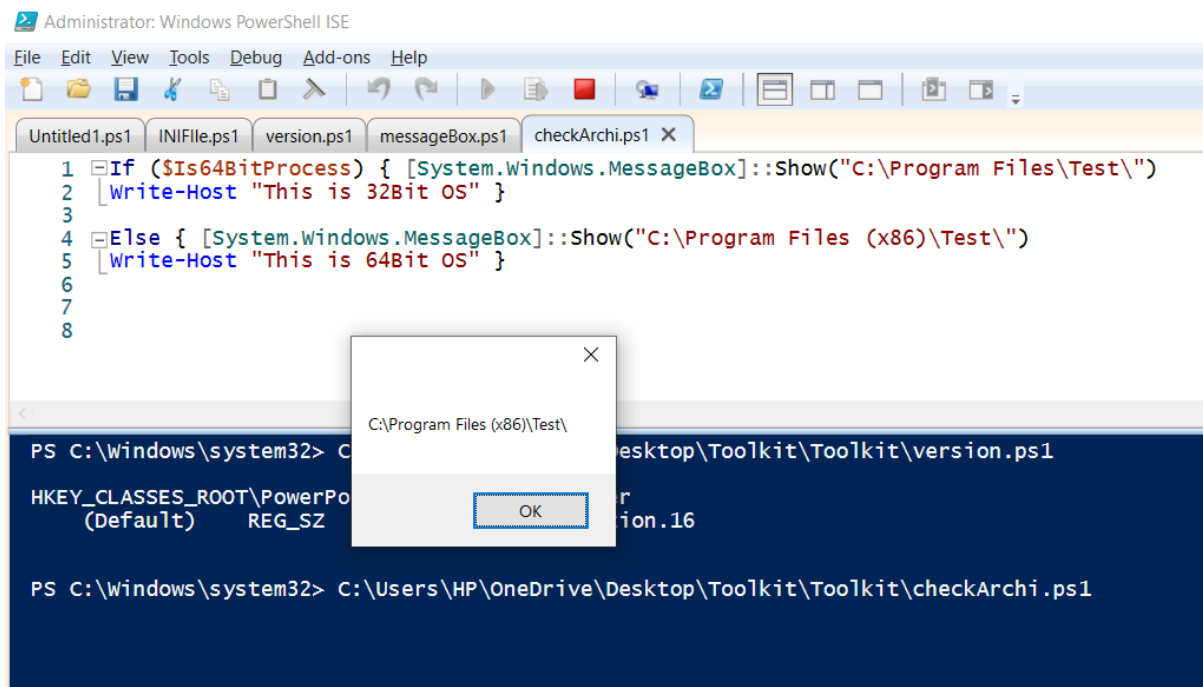 Administrator: Windows PowerShell ISE
File Edit View Tools Debug Add-ons Help
Untitled1.ps1 INIFIle.ps1 version.ps1 messageBox.ps1 checkArchi.ps1
1 If ($Is64BitProcess) { [System.Windows.MessageBox]::Show("C:\Program Files\Test\")
2 Write-Host "This is 32Bit OS" }
3
4 Else { [System.Windows.MessageBox]::Show("C:\Program Files (x86)\Test\")
5 Write-Host "This is 64Bit OS" }
6
7
8
C:\Program Files (x86)\Test\
OK
PS C:\Windows\system32> C esktop\Toolkit\Toolkit\version.ps1
HKEY_CLASSES_ROOT\PowerPo r
(Default) REG_SZ ion.16
PS C:\Windows\system32> C:\Users\HP\OneDrive\Desktop\Toolkit\Toolkit\checkArchi.ps1